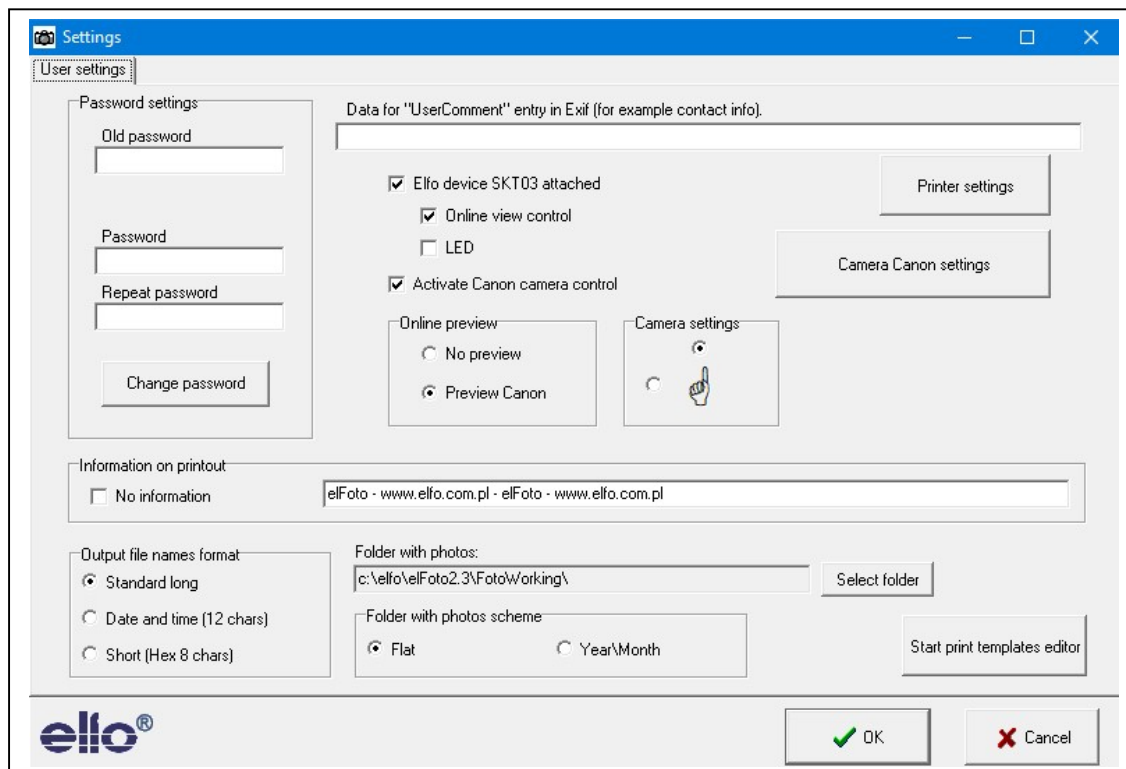 Settings
User settings
Password settings
Old password
Password
Repeat password
Change password
Data for "UserComment" entry in Exif (for example contact info).
Elfo device SKT03 attached
Online view control
LED
Activate Canon camera control
Printer settings
Camera Canon settings
Online preview
No preview
Preview Canon
Camera settings
Information on printout
No information
elFoto - www.elfo.com.pl - elFoto - www.elfo.com.pl
Output file names format
Standard long
Date and time (12 chars)
Short (Hex 8 chars)
Folder with photos:
c:\elfo\elFoto2.3\FotoWorking\
Select folder
Folder with photos scheme
Flat
Year\Month
Start print templates editor
elfo®
OK
Cancel